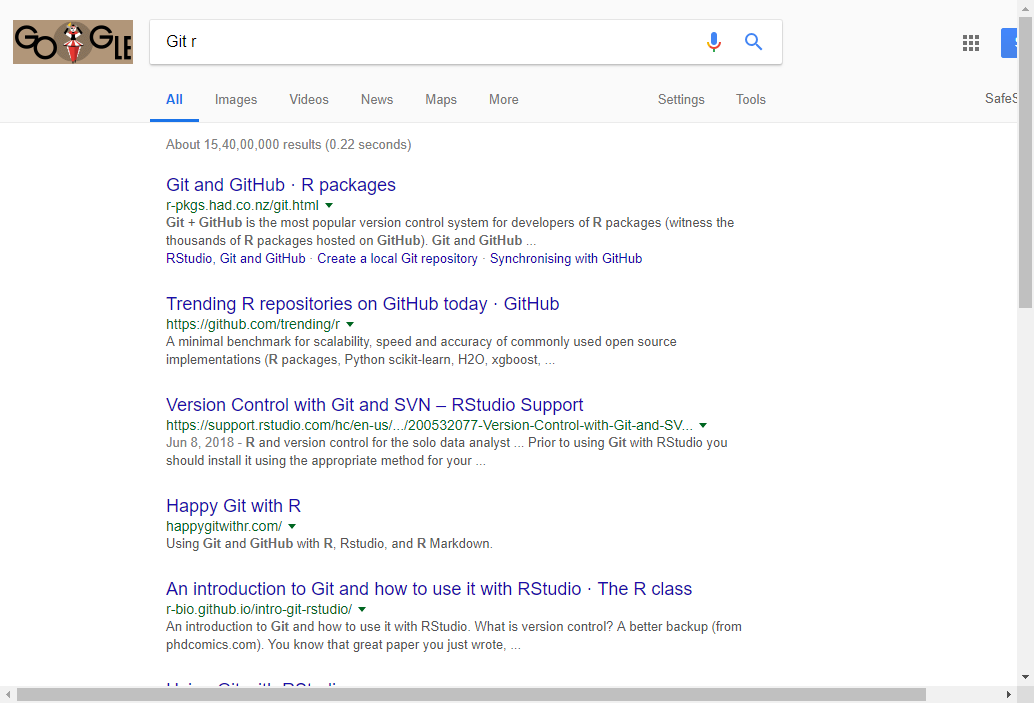 GOOGLE
Git r
All Images Videos News Maps More Settings Tools SafeS
About 15,40,00,000 results (0.22 seconds)
Git and GitHub · R packages
r-pkgs.had.co.nz/git.html
Git + GitHub is the most popular version control system for developers of R packages (witness the
thousands of R packages hosted on GitHub). Git and GitHub ...
RStudio, Git and GitHub · Create a local Git repository · Synchronising with GitHub
Trending R repositories on GitHub today · GitHub
https://github.com/trending/r
A minimal benchmark for scalability, speed and accuracy of commonly used open source
implementations (R packages, Python scikit-learn, H2O, xgboost, ...
Version Control with Git and SVN – RStudio Support
https://support.rstudio.com/hc/en-us/.../200532077-Version-Control-with-Git-and-SV...
Jun 8, 2018 - R and version control for the solo data analyst ... Prior to using Git with RStudio you
should install it using the appropriate method for your ...
Happy Git with R
happygitwithr.com/
Using Git and GitHub with R, Rstudio, and R Markdown.
An introduction to Git and how to use it with RStudio · The R class
r-bio.github.io/intro-git-rstudio/
An introduction to Git and how to use it with RStudio. What is version control? A better backup (from
phdcomics.com). You know that great paper you just wrote, ...